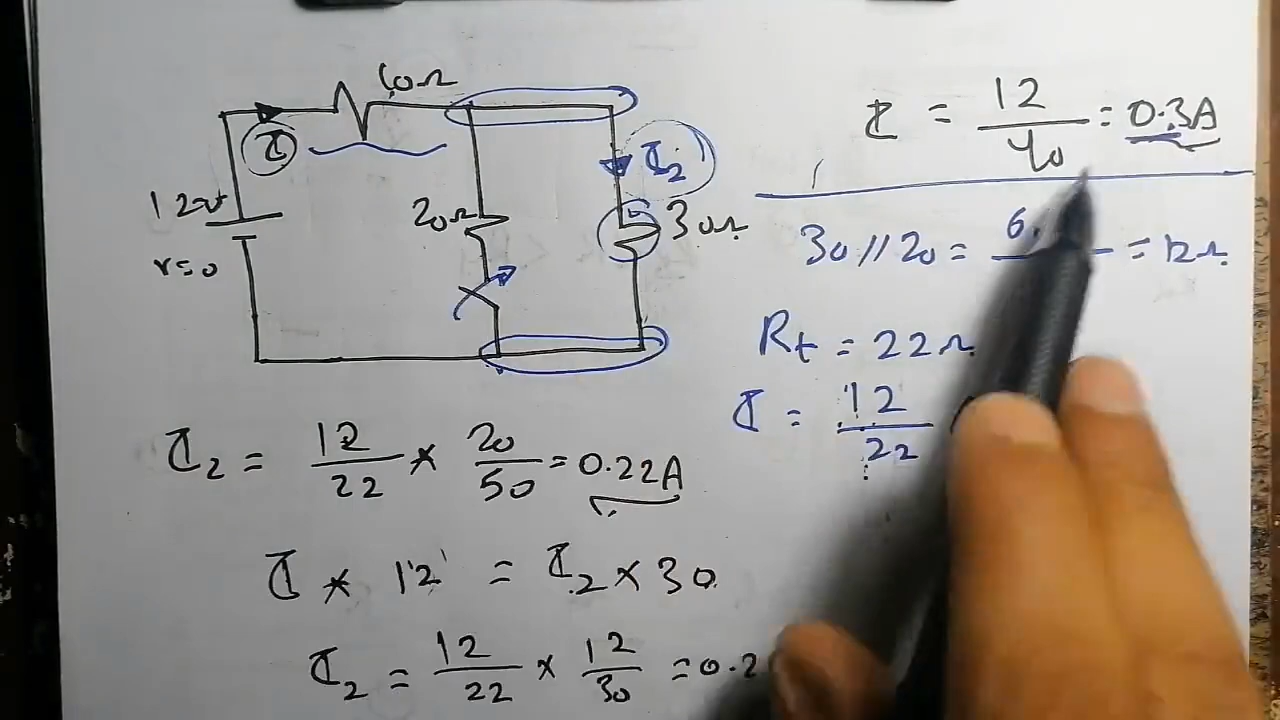 10Ω
I
I₂
12v
r=0
20Ω
30Ω
I = 12/40 = 0.3A
30//20 = = 12Ω
Rt = 22Ω
I = 12/22
I₂ = 12/22 * 20/50 = 0.22A
I * 12 = I₂ × 30
I₂ = 12/22 × 12/30 = 0.2